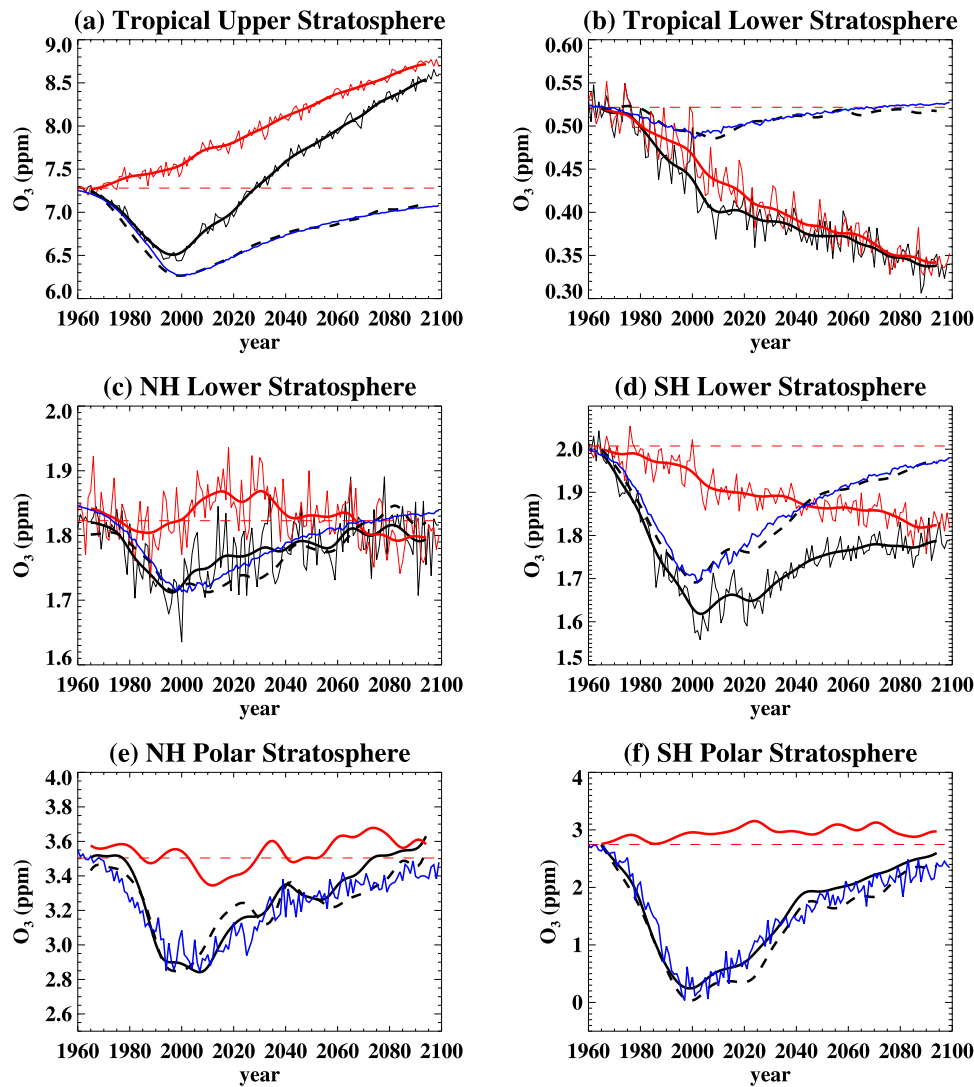 (a) Tropical Upper Stratosphere
9.0
8.5
8.0
7.5
7.0
6.5
6.0
O3 (ppm)
1960 1980 2000 2020 2040 2060 2080 2100
year
(b) Tropical Lower Stratosphere
0.60
0.55
0.50
0.45
0.40
0.35
0.30
O3 (ppm)
1960 1980 2000 2020 2040 2060 2080 2100
year
(c) NH Lower Stratosphere
2.0
1.9
1.8
1.7
1.6
O3 (ppm)
1960 1980 2000 2020 2040 2060 2080 2100
year
(d) SH Lower Stratosphere
2.0
1.9
1.8
1.7
1.6
1.5
O3 (ppm)
1960 1980 2000 2020 2040 2060 2080 2100
year
(e) NH Polar Stratosphere
4.0
3.8
3.6
3.4
3.2
3.0
2.8
2.6
2.4
O3 (ppm)
1960 1980 2000 2020 2040 2060 2080 2100
year
(f) SH Polar Stratosphere
4
3
2
1
0
O3 (ppm)
1960 1980 2000 2020 2040 2060 2080 2100
year